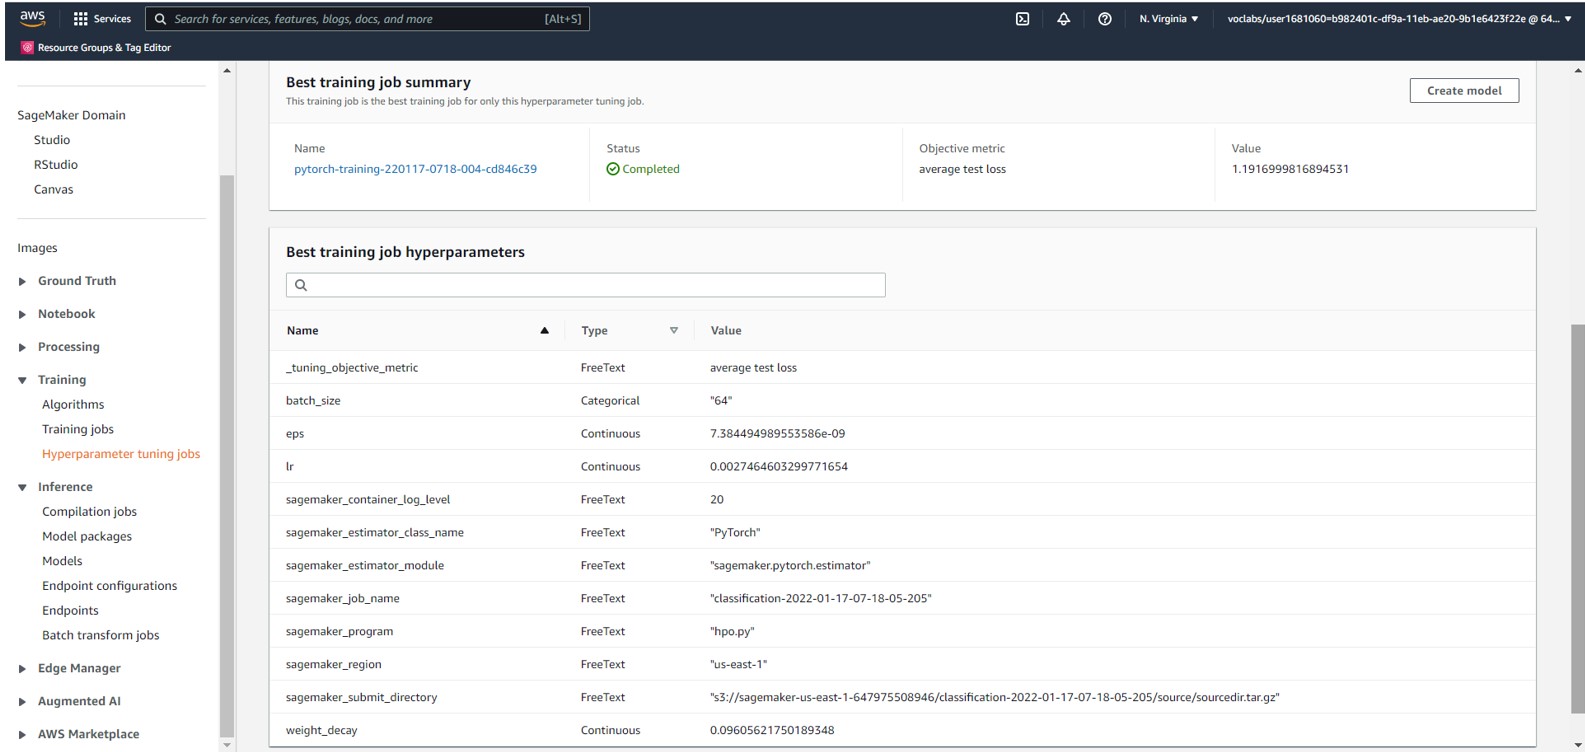 aws
Services
Search for services, features, blogs, docs, and more
[Alt+S]
N. Virginia
voclabs/user1681060=b982401c-df9a-11eb-ae20-9b1e6423f22e @ 64...
Resource Groups & Tag Editor
SageMaker Domain
Studio
RStudio
Canvas
Images
Ground Truth
Notebook
Processing
Training
Algorithms
Training jobs
Hyperparameter tuning jobs
Inference
Compilation jobs
Model packages
Models
Endpoint configurations
Endpoints
Batch transform jobs
Edge Manager
Augmented AI
AWS Marketplace
Best training job summary
This training job is the best training job for only this hyperparameter tuning job.
Create model
Name Status Objective metric Value
pytorch-training-220117-0718-004-cd846c39 Completed average test loss 1.1916999816894531
Best training job hyperparameters
Name Type Value
_tuning_objective_metric FreeText average test loss
batch_size Categorical "64"
eps Continuous 7.384494989553586e-09
lr Continuous 0.0027464603299771654
sagemaker_container_log_level FreeText 20
sagemaker_estimator_class_name FreeText "PyTorch"
sagemaker_estimator_module FreeText "sagemaker.pytorch.estimator"
sagemaker_job_name FreeText "classification-2022-01-17-07-18-05-205"
sagemaker_program FreeText "hpo.py"
sagemaker_region FreeText "us-east-1"
sagemaker_submit_directory FreeText "s3://sagemaker-us-east-1-647975508946/classification-2022-01-17-07-18-05-205/source/sourcedir.tar.gz"
weight_decay Continuous 0.09605621750189348